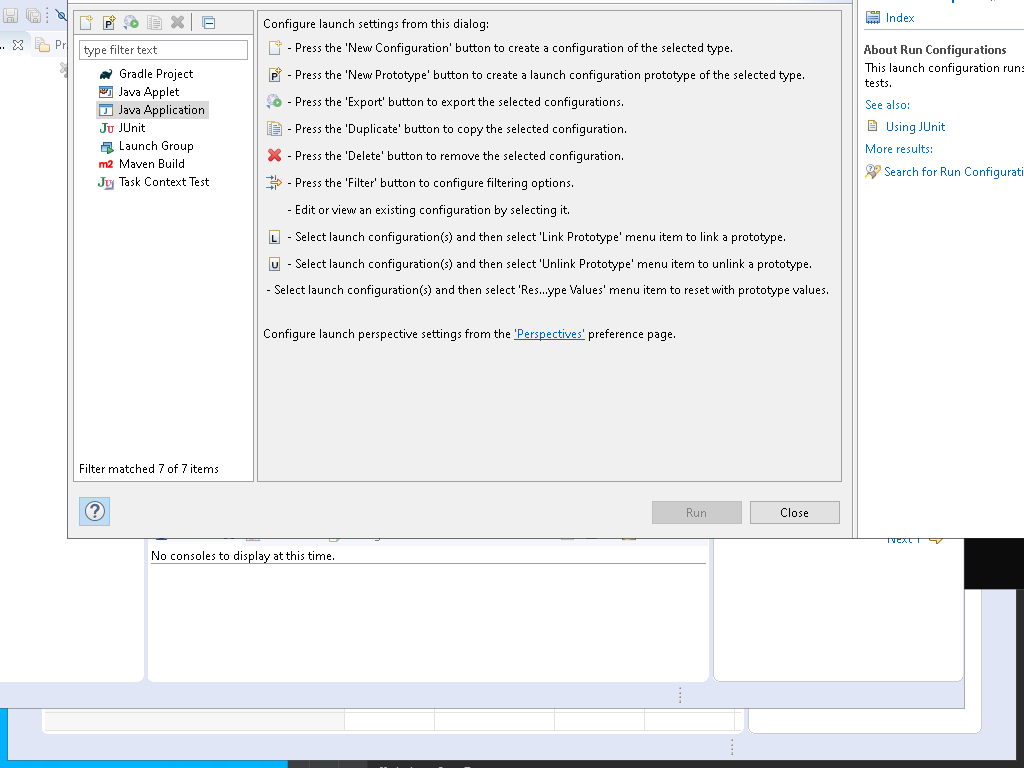 type filter text
Gradle Project
Java Applet
Java Application
JUnit
Launch Group
Maven Build
Task Context Test
Filter matched 7 of 7 items
Configure launch settings from this dialog:
- Press the 'New Configuration' button to create a configuration of the selected type.
- Press the 'New Prototype' button to create a launch configuration prototype of the selected type.
- Press the 'Export' button to export the selected configurations.
- Press the 'Duplicate' button to copy the selected configuration.
- Press the 'Delete' button to remove the selected configuration.
- Press the 'Filter' button to configure filtering options.
- Edit or view an existing configuration by selecting it.
- Select launch configuration(s) and then select 'Link Prototype' menu item to link a prototype.
- Select launch configuration(s) and then select 'Unlink Prototype' menu item to unlink a prototype.
- Select launch configuration(s) and then select 'Res...ype Values' menu item to reset with prototype values.
Configure launch perspective settings from the 'Perspectives' preference page.
Run
Close
Index
About Run Configurations
This launch configuration runs
tests.
See also:
Using JUnit
More results:
Search for Run Configurati
No consoles to display at this time.